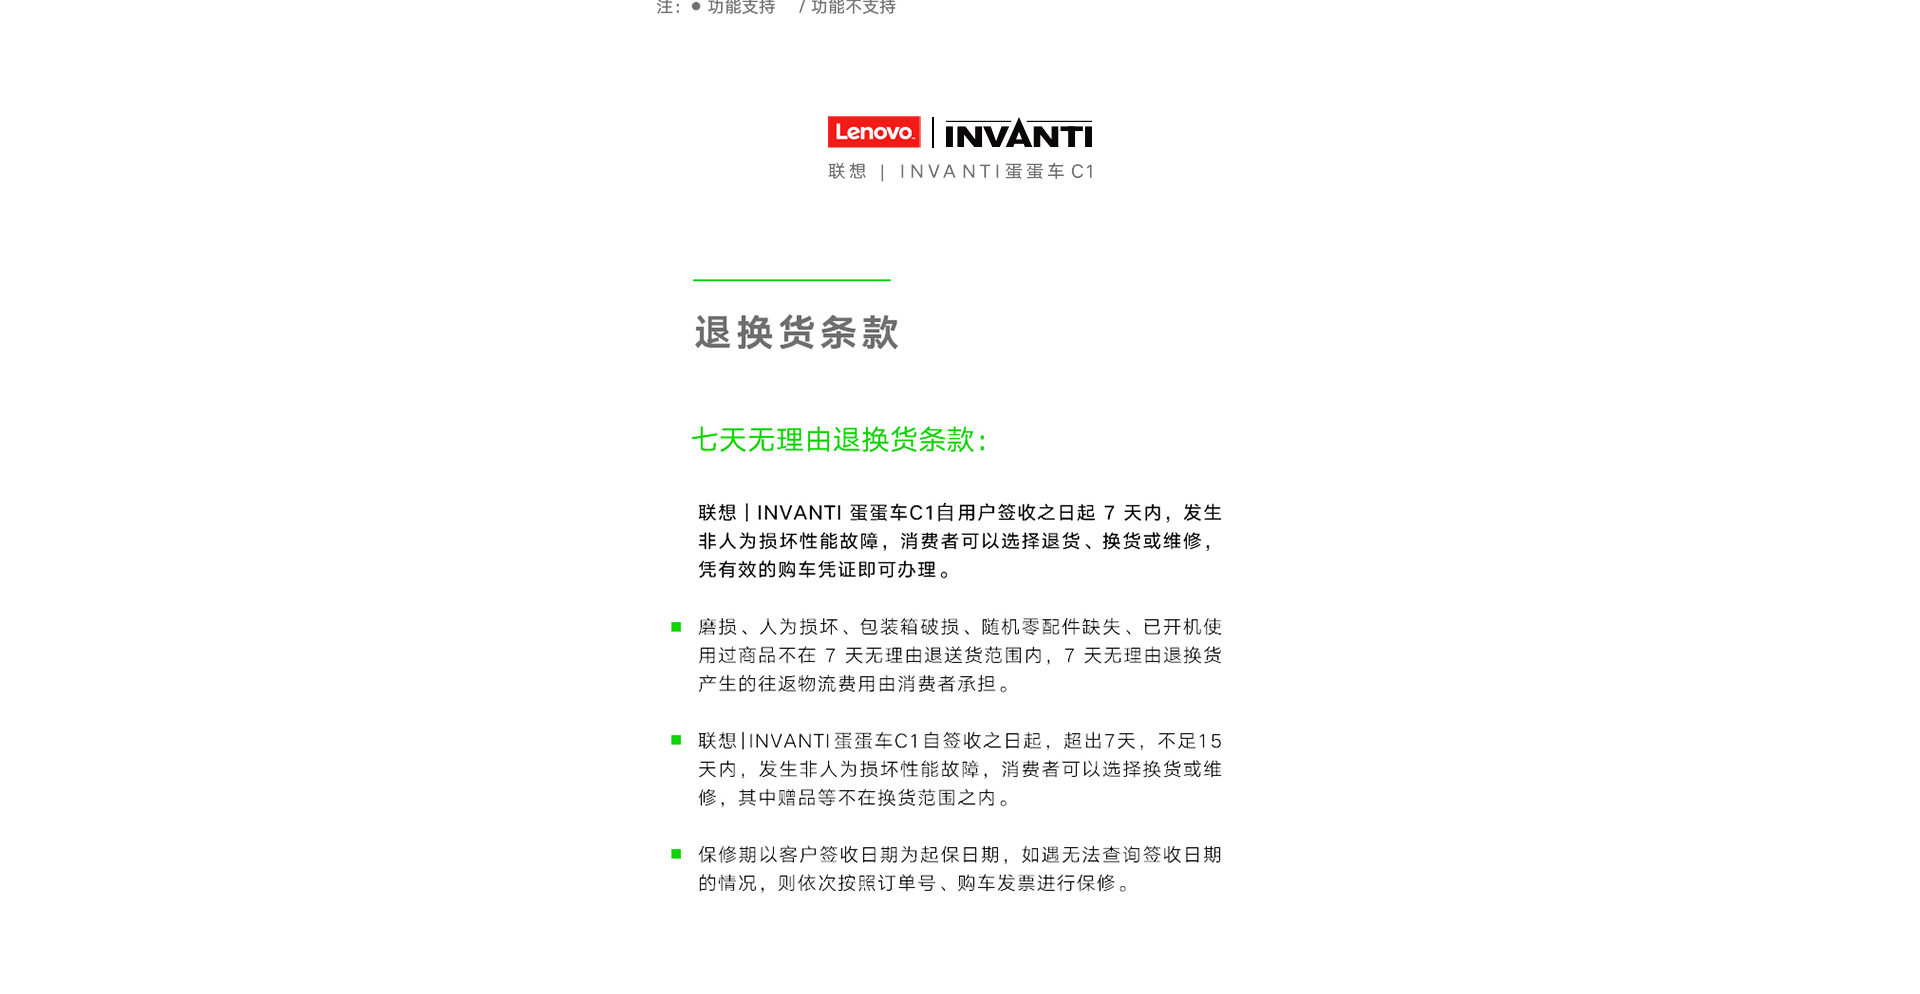 注：● 功能支持 / 功能不支持
Lenovo | INVANTI
联想 | INVANTI蛋蛋车 C1
退换货条款
七天无理由退换货条款：
联想 | INVANTI 蛋蛋车C1自用户签收之日起 7 天内，发生
非人为损坏性能故障，消费者可以选择退货、换货或维修，
凭有效的购车凭证即可办理。
磨损、人为损坏、包装箱破损、随机零配件缺失、已开机使
用过商品不在 7 天无理由退送货范围内，7 天无理由退换货
产生的往返物流费用由消费者承担。
联想|INVANTI蛋蛋车C1自签收之日起，超出7天，不足15
天内，发生非人为损坏性能故障，消费者可以选择换货或维
修，其中赠品等不在换货范围之内。
保修期以客户签收日期为起保日期，如遇无法查询签收日期
的情况，则依次按照订单号、购车发票进行保修。